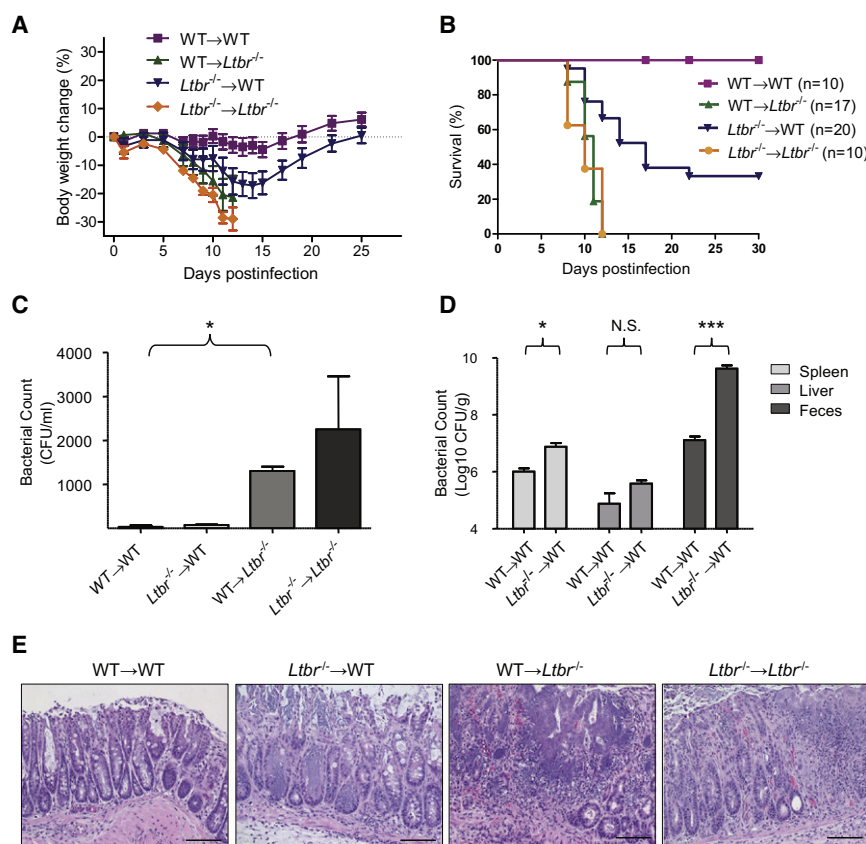 A
WT→WT
WT→Ltbr-/-
Ltbr-/-→WT
Ltbr-/-→Ltbr-/-
Body weight change (%)
30
20
10
0
-10
-20
-30
0 5 10 15 20 25
Days postinfection
B
WT→WT (n=10)
WT→Ltbr-/- (n=17)
Ltbr-/-→WT (n=20)
Ltbr-/-→Ltbr-/- (n=10)
Survival (%)
100
80
60
40
20
0
0 5 10 15 20 25 30
Days postinfection
C
*
Bacterial Count
(CFU/ml)
4000
3000
2000
1000
WT→WT
Ltbr-/-→WT
WT→Ltbr-/-
Ltbr-/-→Ltbr-/-
D
* N.S. ***
Spleen
Liver
Feces
Bacterial Count
(Log10 CFU/g)
10
8
6
4
WT→WT
Ltbr-/-→WT
WT→WT
Ltbr-/-→WT
WT→WT
Ltbr-/-→WT
E
WT→WT Ltbr-/-→WT WT→Ltbr-/- Ltbr-/-→Ltbr-/-